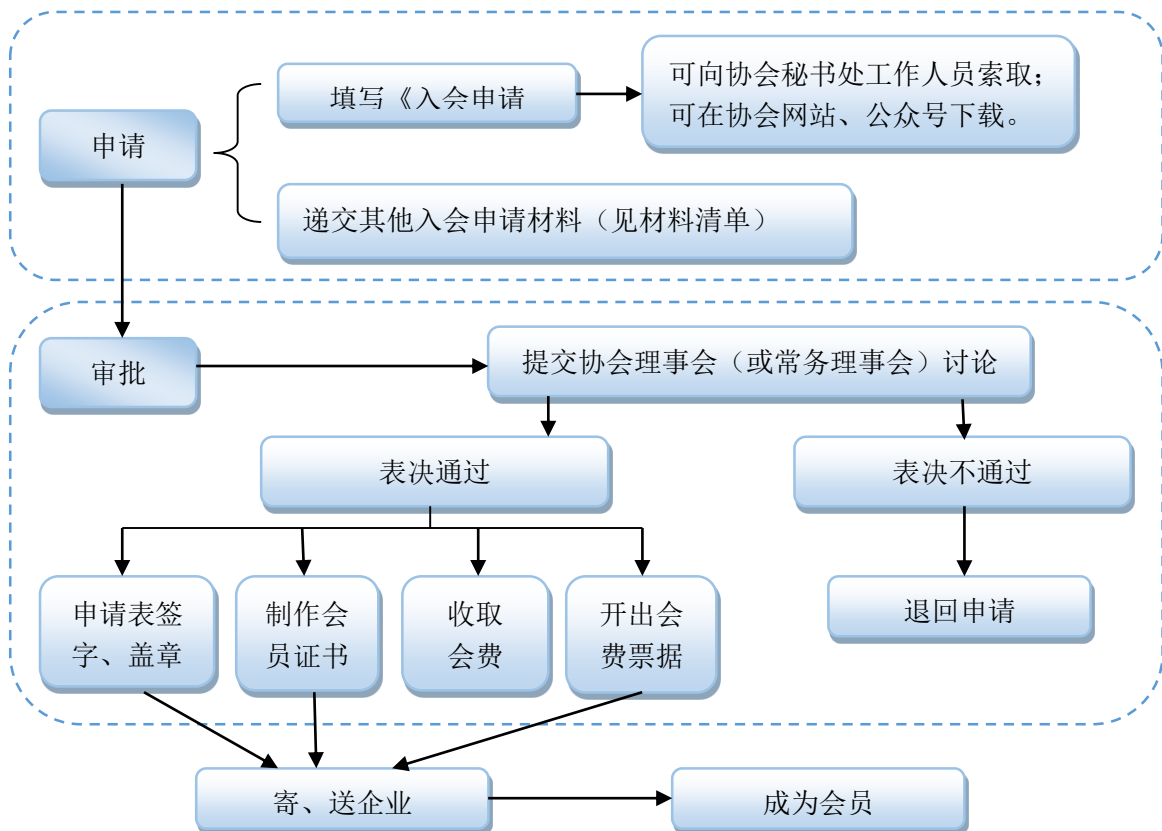 填写《入会申请
可向协会秘书处工作人员索取；
可在协会网站、公众号下载。
申请
递交其他入会申请材料（见材料清单）
审批
提交协会理事会（或常务理事会）讨论
表决通过
表决不通过
申请表签
字、盖章
制作会
员证书
收取
会费
开出会
费票据
退回申请
寄、送企业
成为会员